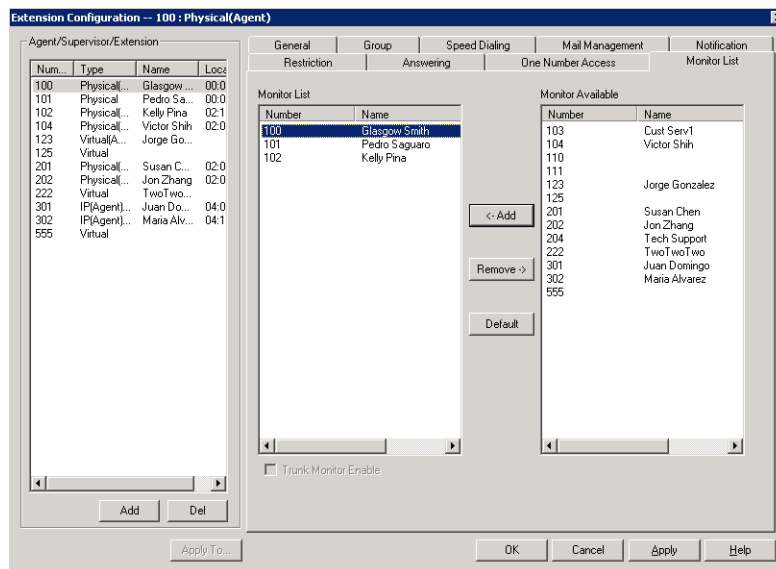 Extension Configuration -- 100 : Physical(Agent)
Agent/Supervisor/Extension
Num... Type Name Loca
100 Physical(... Glasgow ... 00:0
101 Physical Pedro Sa... 00:0
102 Physical(... Kelly Pina 02:1
104 Physical(... Victor Shih 02:0
123 Virtual(A... Jorge Go...
125 Virtual
201 Physical(... Susan C... 02:0
202 Physical(... Jon Zhang 02:0
222 Virtual TwoTwo...
301 IP(Agent)... Juan Do... 04:0
302 IP(Agent)... Maria Alv... 04:1
555 Virtual
Add Del
Apply To...
General Group Speed Dialing Mail Management Notification
Restriction Answering One Number Access Monitor List
Monitor List
Number Name
100 Glasgow Smith
101 Pedro Saguaro
102 Kelly Pina
<- Add
Remove ->
Default
Monitor Available
Number Name
103 Cust Serv1
104 Victor Shih
110
111
123 Jorge Gonzalez
125
201 Susan Chen
202 Jon Zhang
204 Tech Support
222 TwoTwoTwo
301 Juan Domingo
302 Maria Alvarez
555
Trunk Monitor Enable
OK Cancel Apply Help